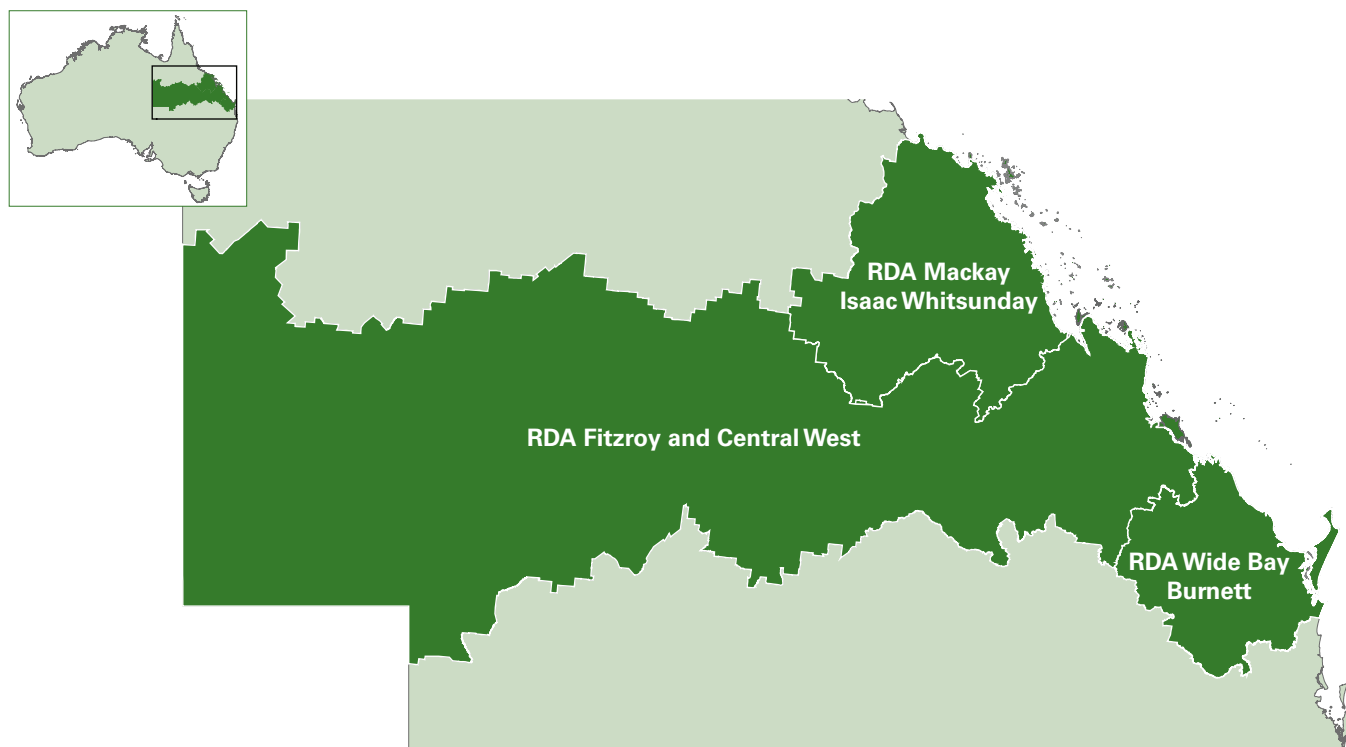 RDA Mackay
Isaac Whitsunday
RDA Fitzroy and Central West
RDA Wide Bay
Burnett